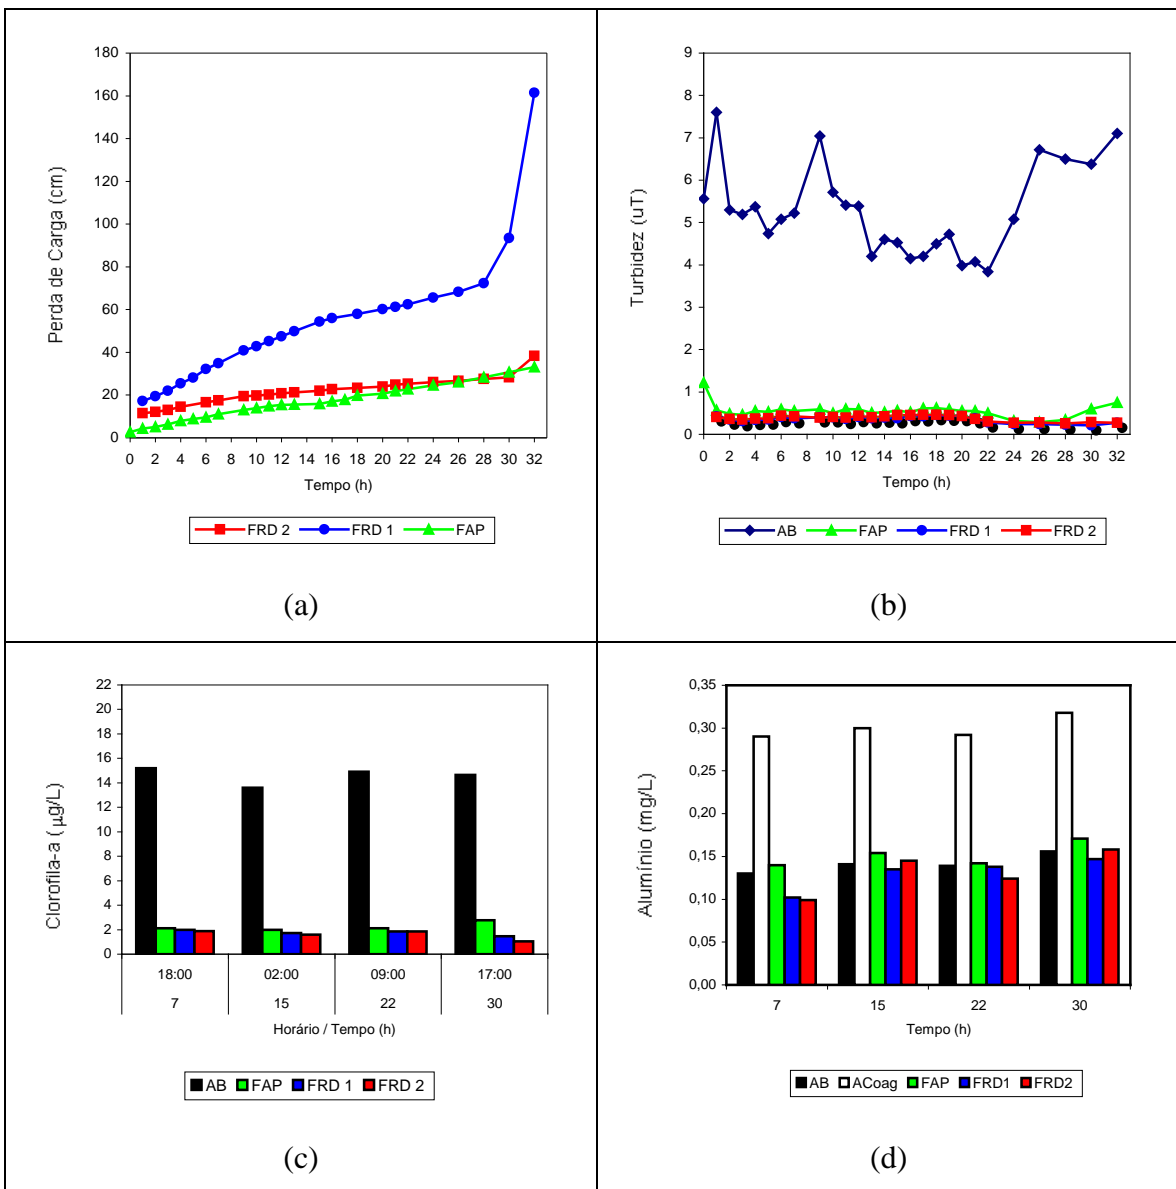 180
160
140
120
100
80
60
40
20
0
Perda de Carga (cm)
0 2 4 6 8 10 12 14 16 18 20 22 24 26 28 30 32
Tempo (h)
FRD 2 FRD 1 FAP
(a)
9
8
7
6
5
4
3
2
1
0
Turbidez (uT)
0 2 4 6 8 10 12 14 16 18 20 22 24 26 28 30 32
Tempo (h)
AB FAP FRD 1 FRD 2
(b)
22
20
18
16
14
12
10
8
6
4
2
0
Clorofila-a (µg/L)
18:00 02:00 09:00 17:00
7 15 22 30
Horário / Tempo (h)
AB FAP FRD 1 FRD 2
(c)
0,35
0,30
0,25
0,20
0,15
0,10
0,05
0,00
Alumínio (mg/L)
7 15 22 30
Tempo (h)
AB ACoag FAP FRD1 FRD2
(d)